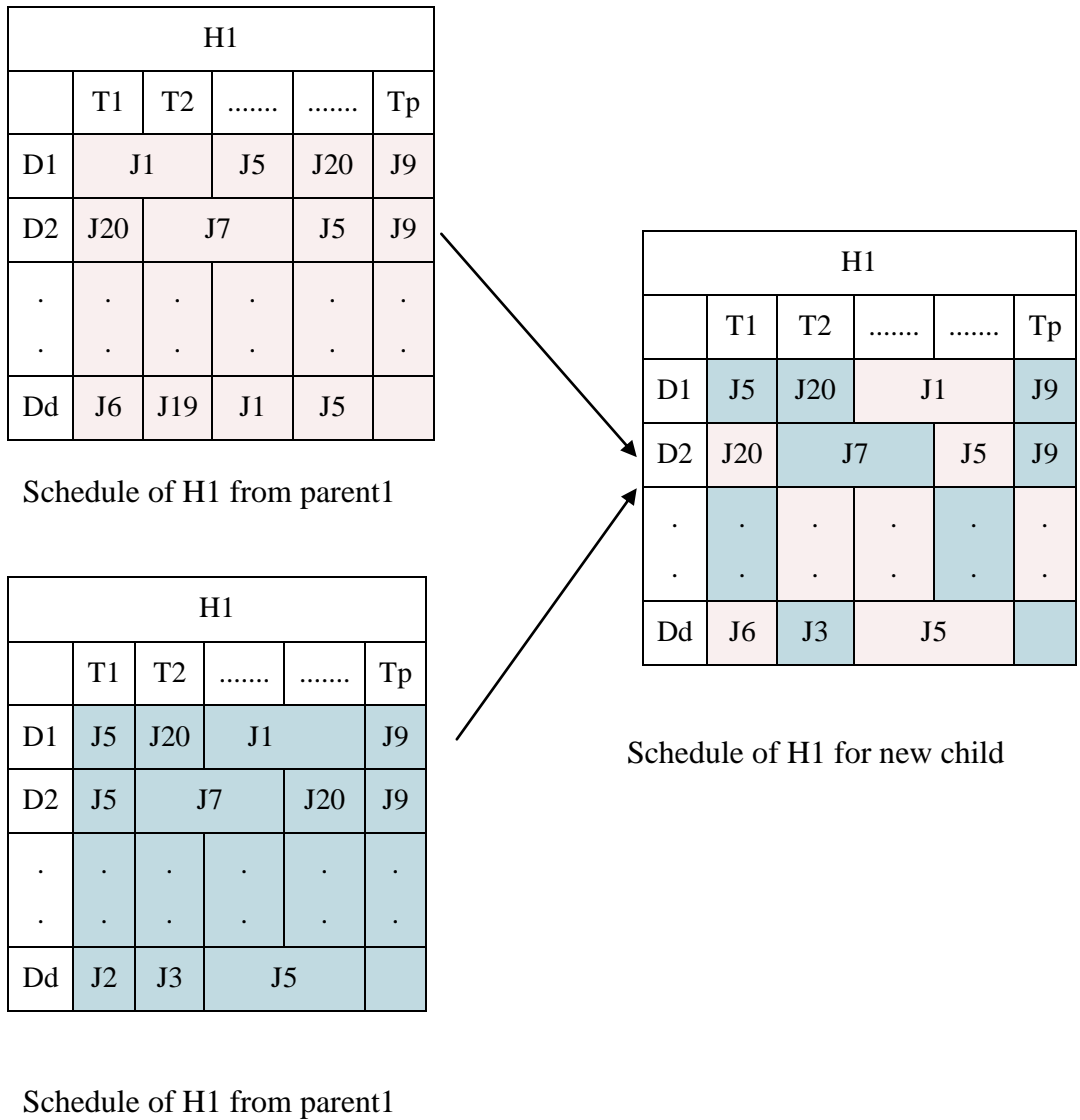 H1
T1 T2 ....... ....... Tp
D1 J1 J5 J20 J9
D2 J20 J7 J5 J9
. . . . . .
. . . . . .
Dd J6 J19 J1 J5
Schedule of H1 from parent1
H1
T1 T2 ....... ....... Tp
D1 J5 J20 J1 J9
D2 J5 J7 J20 J9
. . . . . .
. . . . . .
Dd J2 J3 J5
Schedule of H1 from parent1
H1
T1 T2 ....... ....... Tp
D1 J5 J20 J1 J9
D2 J20 J7 J5 J9
. . . . . .
. . . . . .
Dd J6 J3 J5
Schedule of H1 for new child